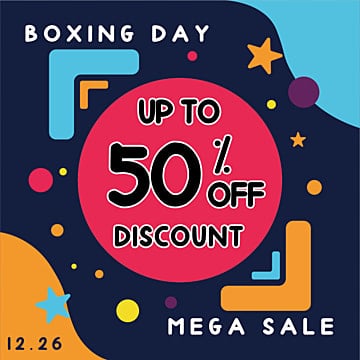 BOXING DAY
UP TO
50% OFF
DISCOUNT
MEGA SALE
12.26